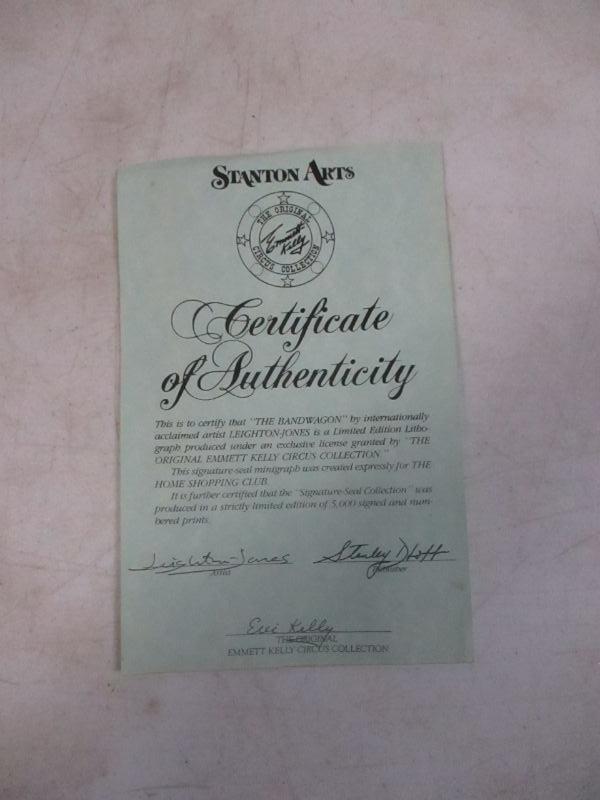 STANTON ARTS
THE ORIGINAL
Emmett
Kelly
CIRCUS COLLECTION
Certificate
of Authenticity
This is to certify that "THE BANDWAGON" by internationally
acclaimed artist LEIGHTON-JONES is a Limited Edition Litho-
graph produced under an exclusive license granted by "THE
ORIGINAL EMMETT KELLY CIRCUS COLLECTION."
This signature-seal minigraph was created expressly for THE
HOME SHOPPING CLUB.
It is further certified that the "Signature-Seal Collection" was
produced in a strictly limited edition of 5,000 signed and num-
bered prints.
Leighton-Jones Stanley
Artist Publisher
Evi Kelly
THE ORIGINAL
EMMETT KELLY CIRCUS COLLECTION